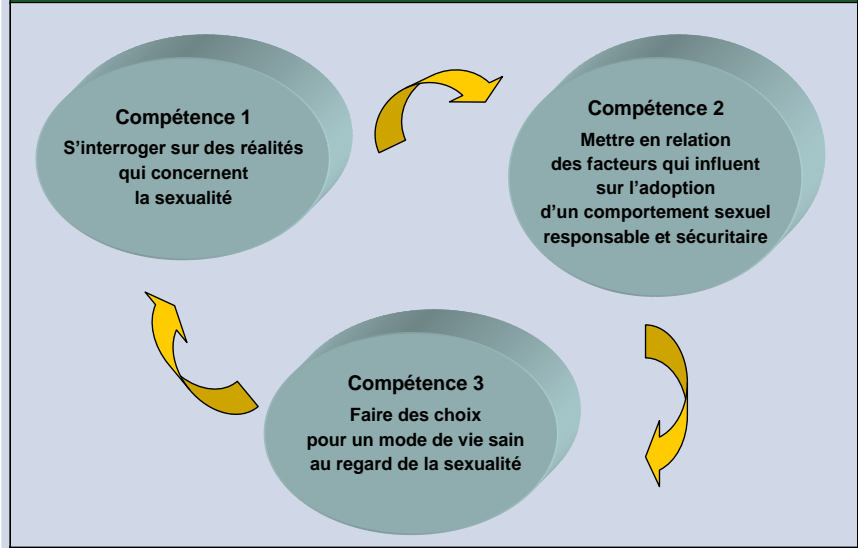 Compétence 1
S'interroger sur des réalités
qui concernent
la sexualité
Compétence 2
Mettre en relation
des facteurs qui influent
sur l'adoption
d'un comportement sexuel
responsable et sécuritaire
Compétence 3
Faire des choix
pour un mode de vie sain
au regard de la sexualité